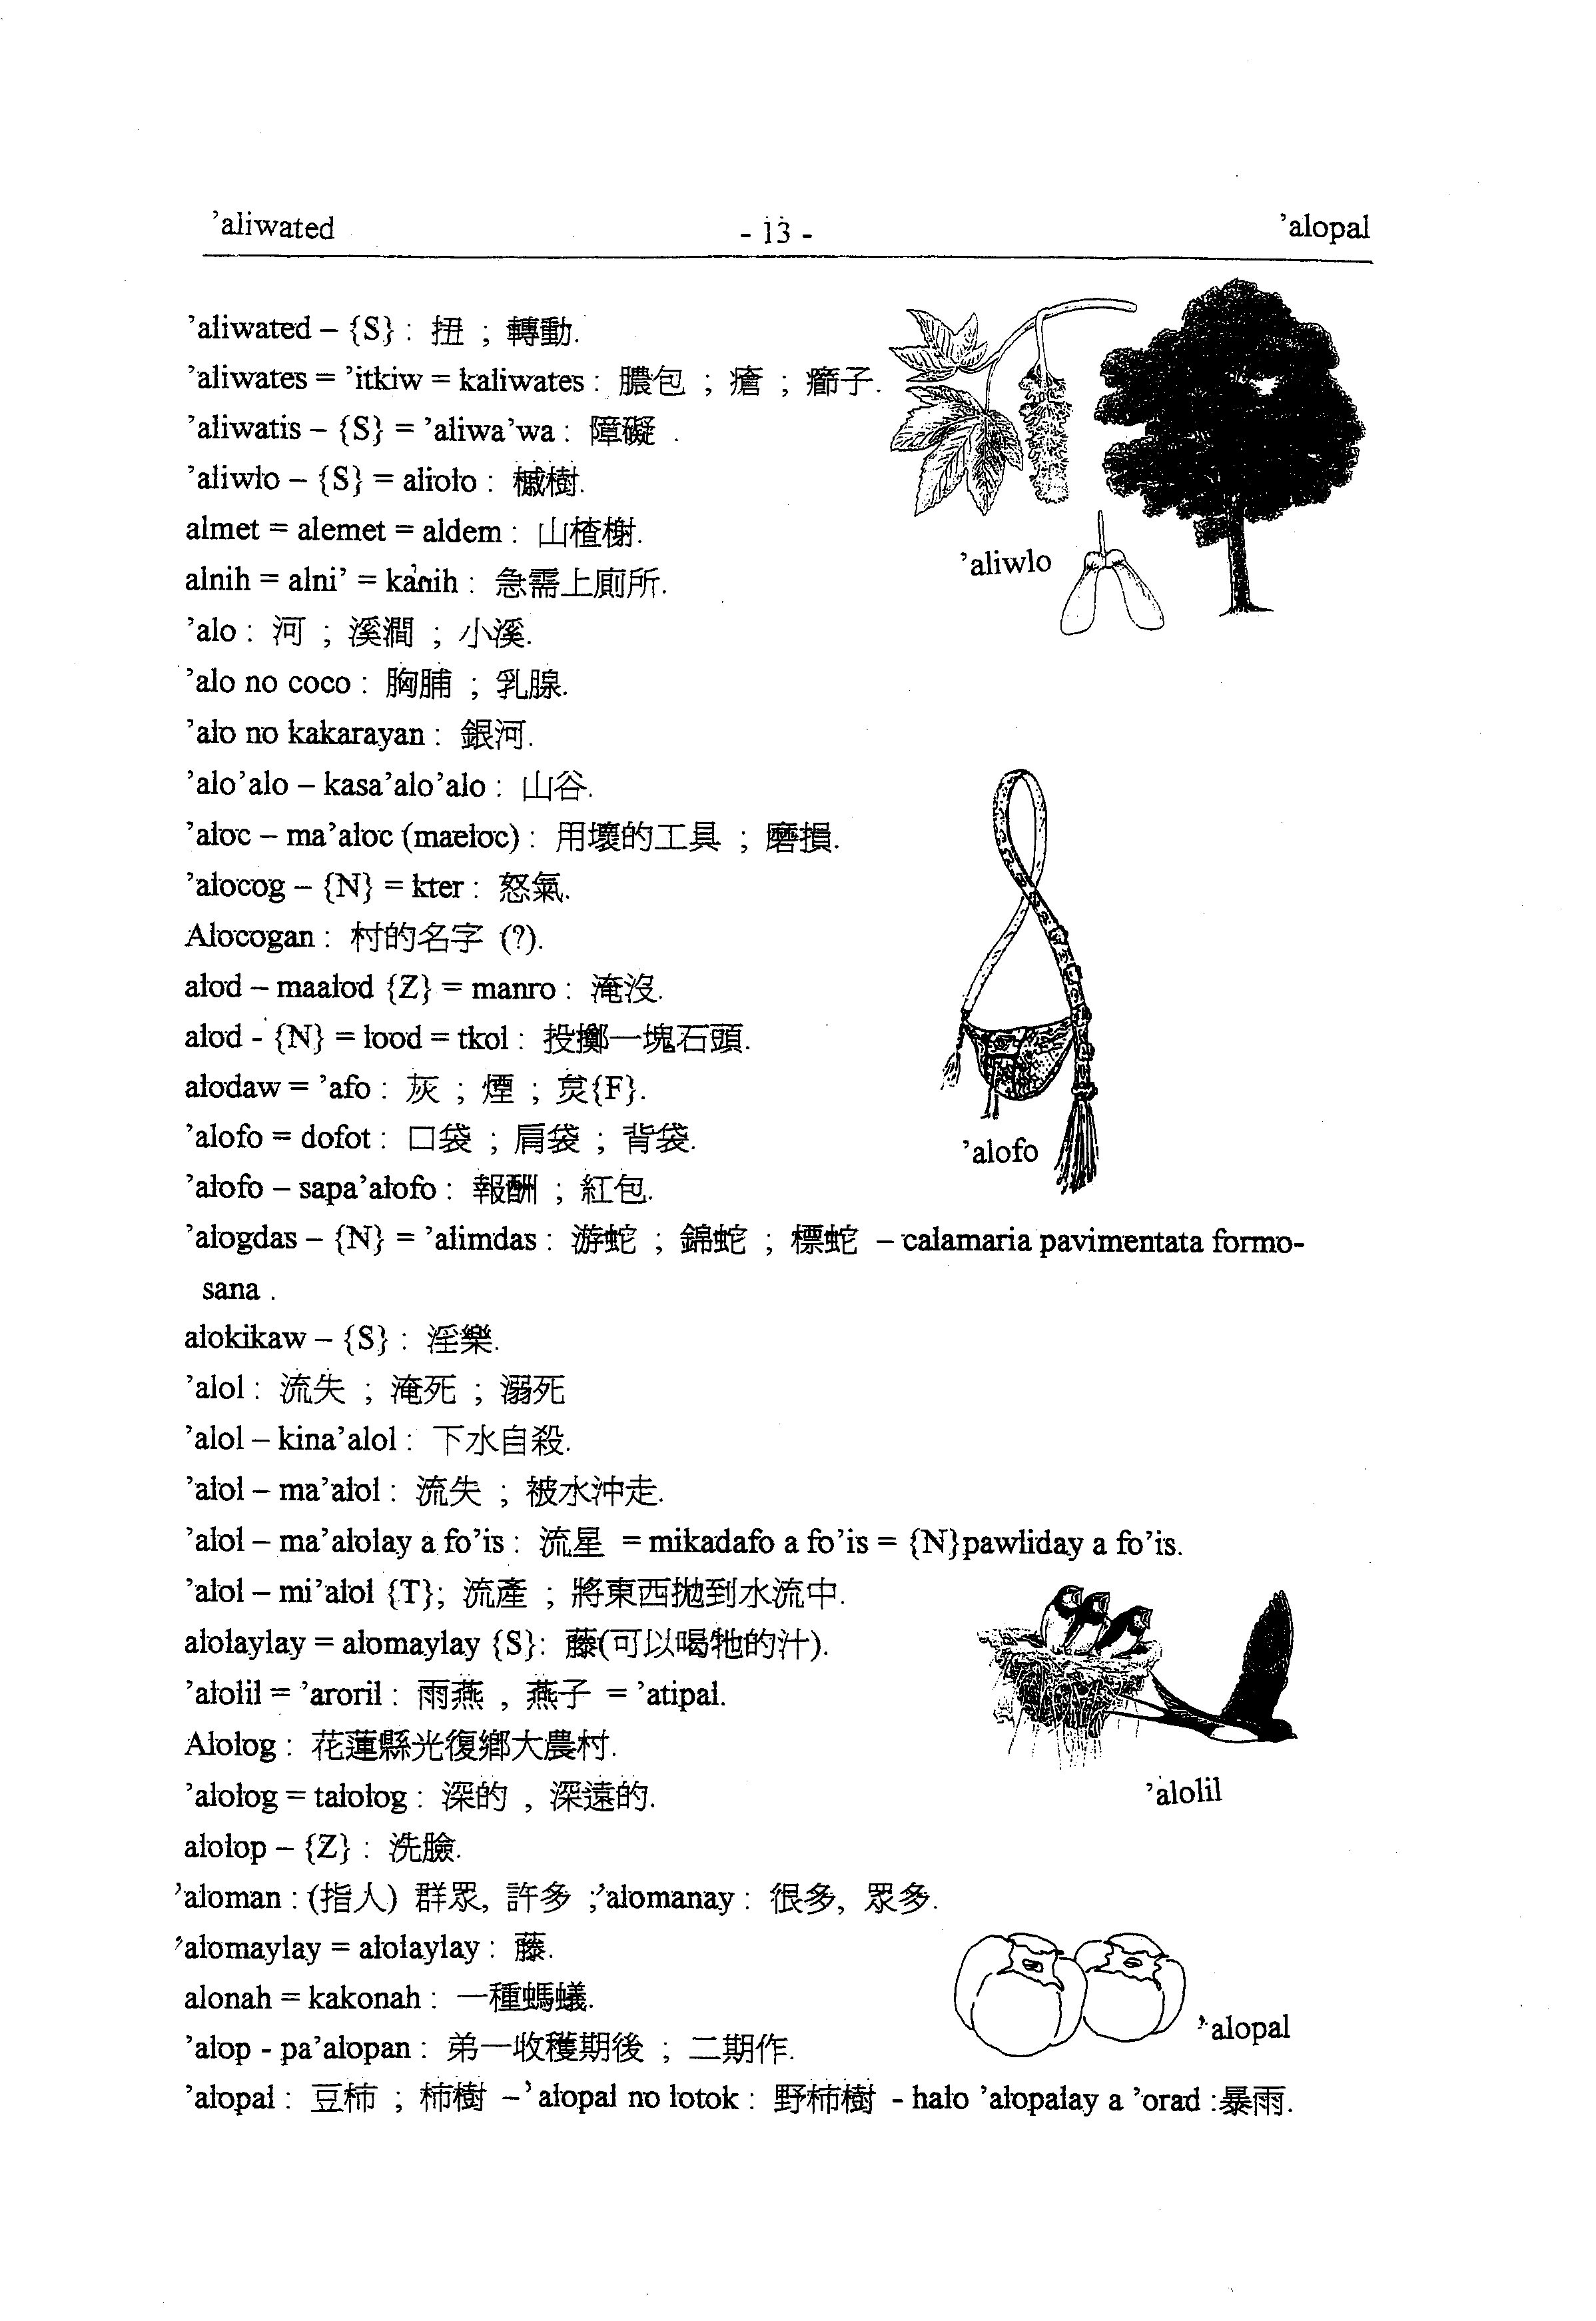 ’aliwated
- 13 -
’alopal
’aliwated – {S} : 扭 ; 轉動.
’aliwates = ’itkiw = kaliwates : 膿包 ; 瘡 ; 癤子.
’aliwatis – {S} = ’aliwa’wa : 障礙 .
’aliwlo – {S} = aliolo : 槭樹.
almet = alemet = aldem : 山楂榭.
alnih = alni’ = kanih : 急需上廁所.
’aliwlo
’alo : 河 ; 溪澗 ; 小溪.
’alo no coco : 胸脯 ; 乳腺.
’alo no kakarayan : 銀河.
’alo’alo – kasa’alo’alo : 山谷.
’aloc – ma’aloc (maeloc) : 用壞的工具 ; 磨損.
’alocog – {N} = kter : 怒氣.
Alocogan : 村的名字 (?).
alod – maalod {Z} = manro : 淹沒.
alod - {N} = lood = tkol : 投擲一塊石頭.
alodaw = ’afo : 灰 ; 煙 ; 炱{F}.
’alofo = dofot : 口袋 ; 肩袋 ; 背袋.
’alofo
’alofo – sapa’alofo : 報酬 ; 紅包.
’alogdas – {N} = ’alimdas : 游蛇 ; 錦蛇 ; 標蛇 – calamaria pavimentata formo-
sana .
alokikaw – {S} : 淫樂.
’alol : 流失 ; 淹死 ; 溺死
’alol – kina’alol : 下水自殺.
’alol – ma’alol : 流失 ; 被水沖走.
’alol – ma’alolay a fo’is : 流星 = mikadafo a fo’is = {N}pawliday a fo’is.
’alol – mi’alol {T}; 流產 ; 將東西拋到水流中.
alolaylay = alomaylay {S}: 藤(可以喝牠的汁).
’alolil = ’aroril : 雨燕 , 燕子 = ’atipal.
Alolog : 花蓮縣光復鄉大農村.
’alolog = talolog : 深的 , 深遠的.
’alolil
alolop – {Z} : 洗臉.
’aloman : (指人) 群眾, 許多 ;’alomanay : 很多, 眾多.
’alomaylay = alolaylay : 藤.
alonah = kakonah : 一種螞蟻.
’alopal
’alop - pa’alopan : 弟一收穫期後 ; 二期作.
’alopal : 豆柿 ; 柿樹 –’ alopal no lotok : 野柿樹 - halo ’alopalay a ’orad :暴雨.